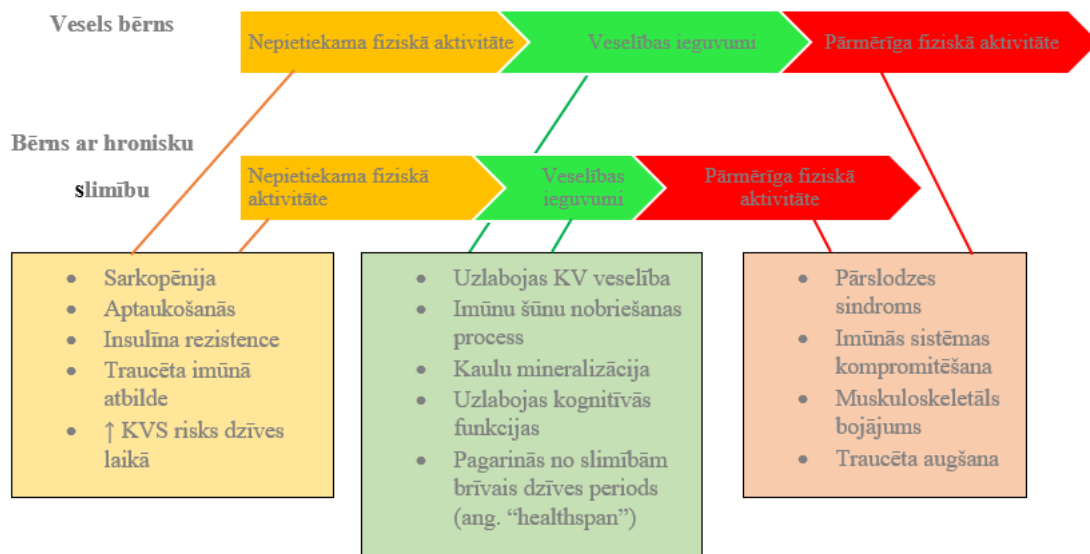 Vesels bērns
Nepietiekama fiziskā aktivitāte
Veselības ieguvumi
Pārmērīga fiziskā aktivitāte
Bērns ar hronisku
slimību
Nepietiekama fiziskā
aktivitāte
Veselības
ieguvumi
Pārmērīga fiziskā
aktivitāte
• Sarkopēnija
• Aptaukošanās
• Insulīna rezistence
• Traucēta imūnā
atbilde
• ↑ KVS risks dzīves
laikā
• Uzlabojas KV veselība
• Imūnu šūnu nobriešanas
process
• Kaulu mineralizācija
• Uzlabojas kognitīvās
funkcijas
• Pagarinās no slimībām
brīvais dzīves periods
(ang. “healthspan”)
• Pārslodzes
sindroms
• Imūnās sistēmas
kompromitēšana
• Muskuloskeletāls
bojājums
• Traucēta augšana